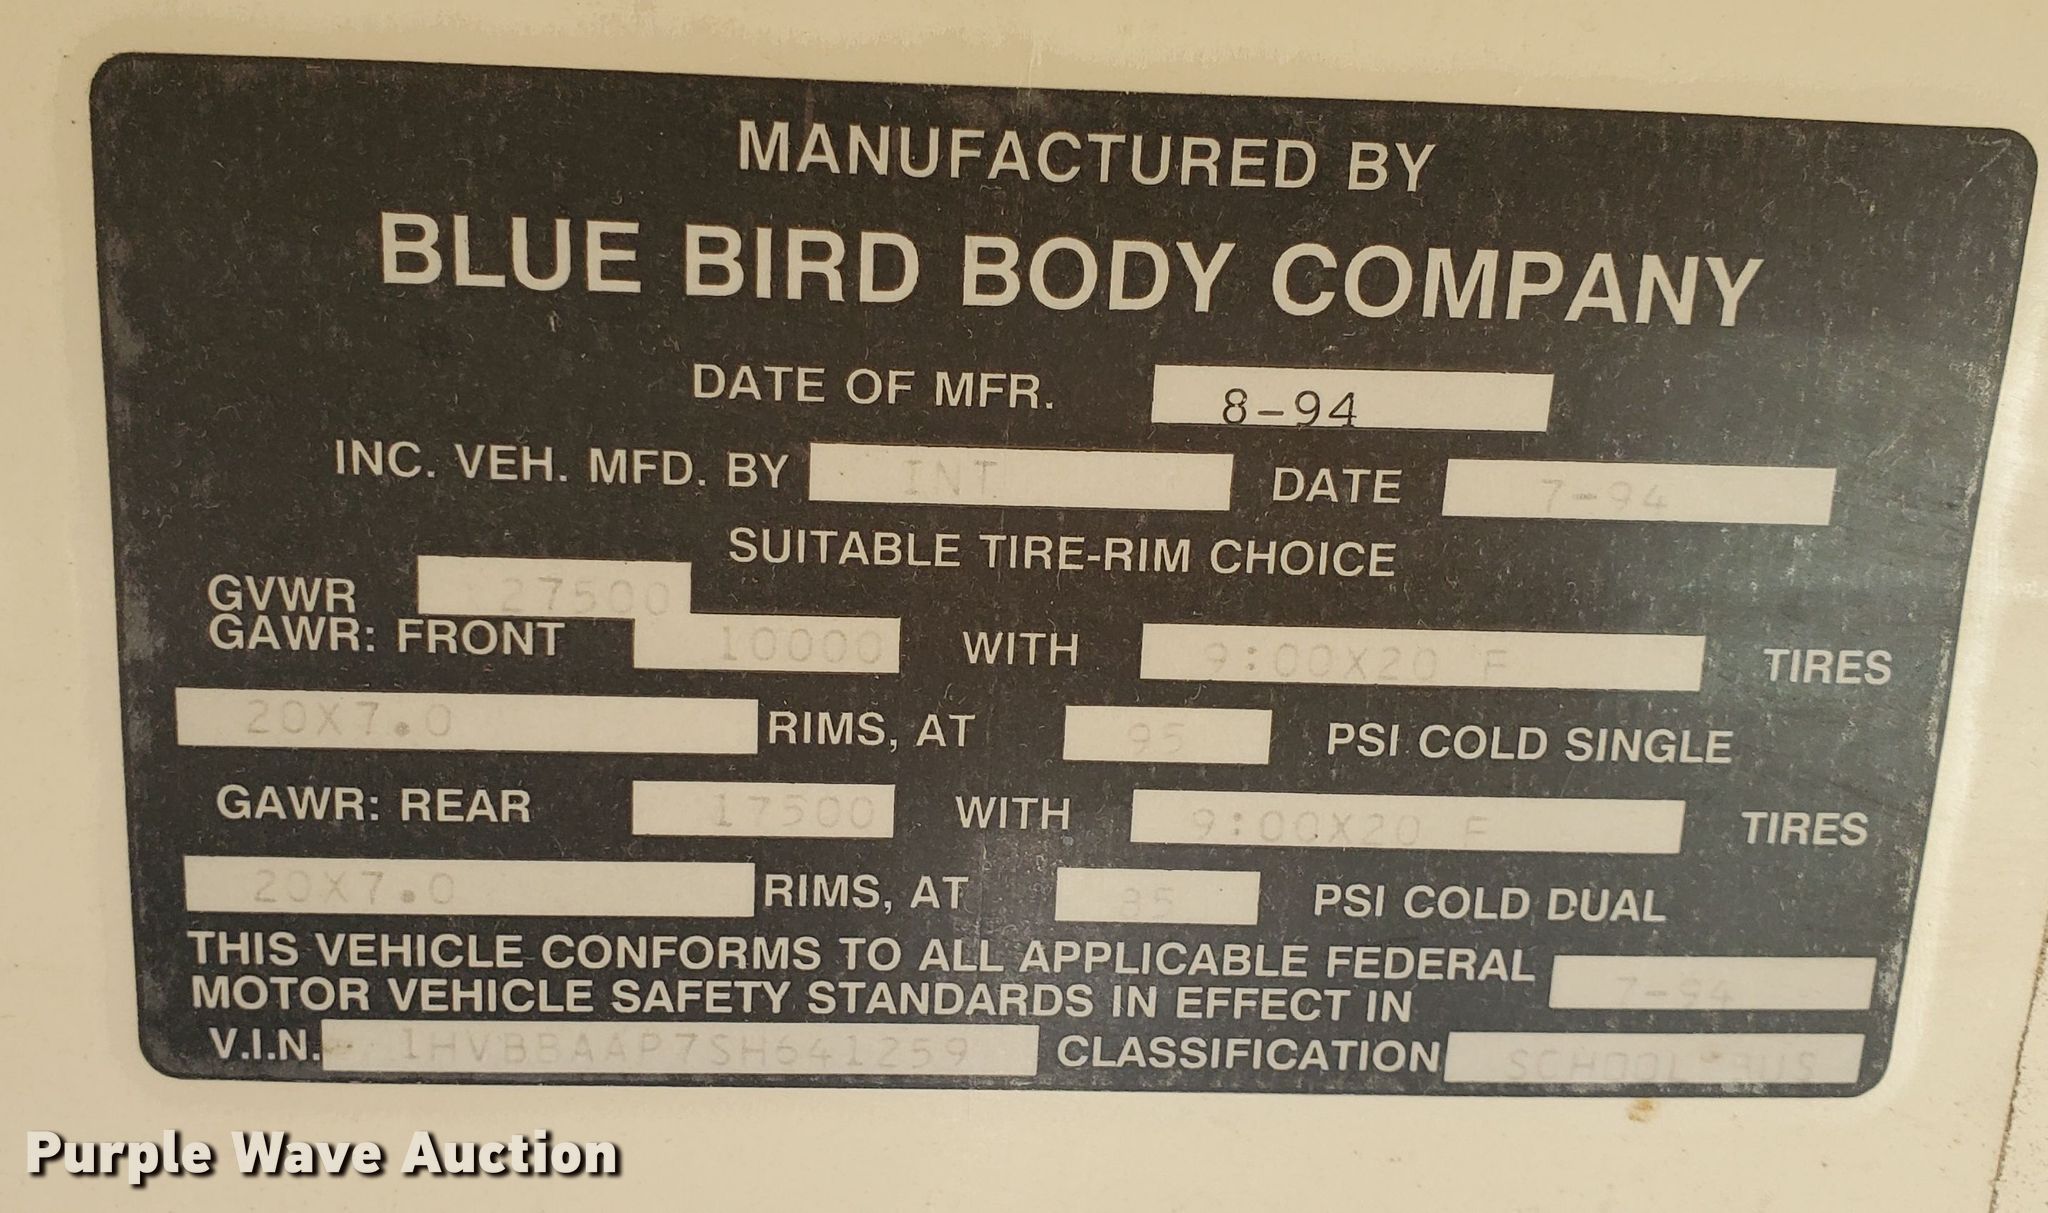 MANUFACTURED BY
BLUE BIRD BODY COMPANY
DATE OF MFR. 8-94
INC. VEH. MFD. BY INT DATE 7-94
SUITABLE TIRE-RIM CHOICE
GVWR 27500
GAWR: FRONT 10000 WITH 9:00X20 F TIRES
20X7.0 RIMS, AT 95 PSI COLD SINGLE
GAWR: REAR 17500 WITH 9:00X20 F TIRES
20X7.0 RIMS, AT PSI COLD DUAL
THIS VEHICLE CONFORMS TO ALL APPLICABLE FEDERAL
MOTOR VEHICLE SAFETY STANDARDS IN EFFECT IN 7-94
V.I.N. 1HVBBAAP7SH641259 CLASSIFICATION SCHOOL BUS
Purple Wave Auction